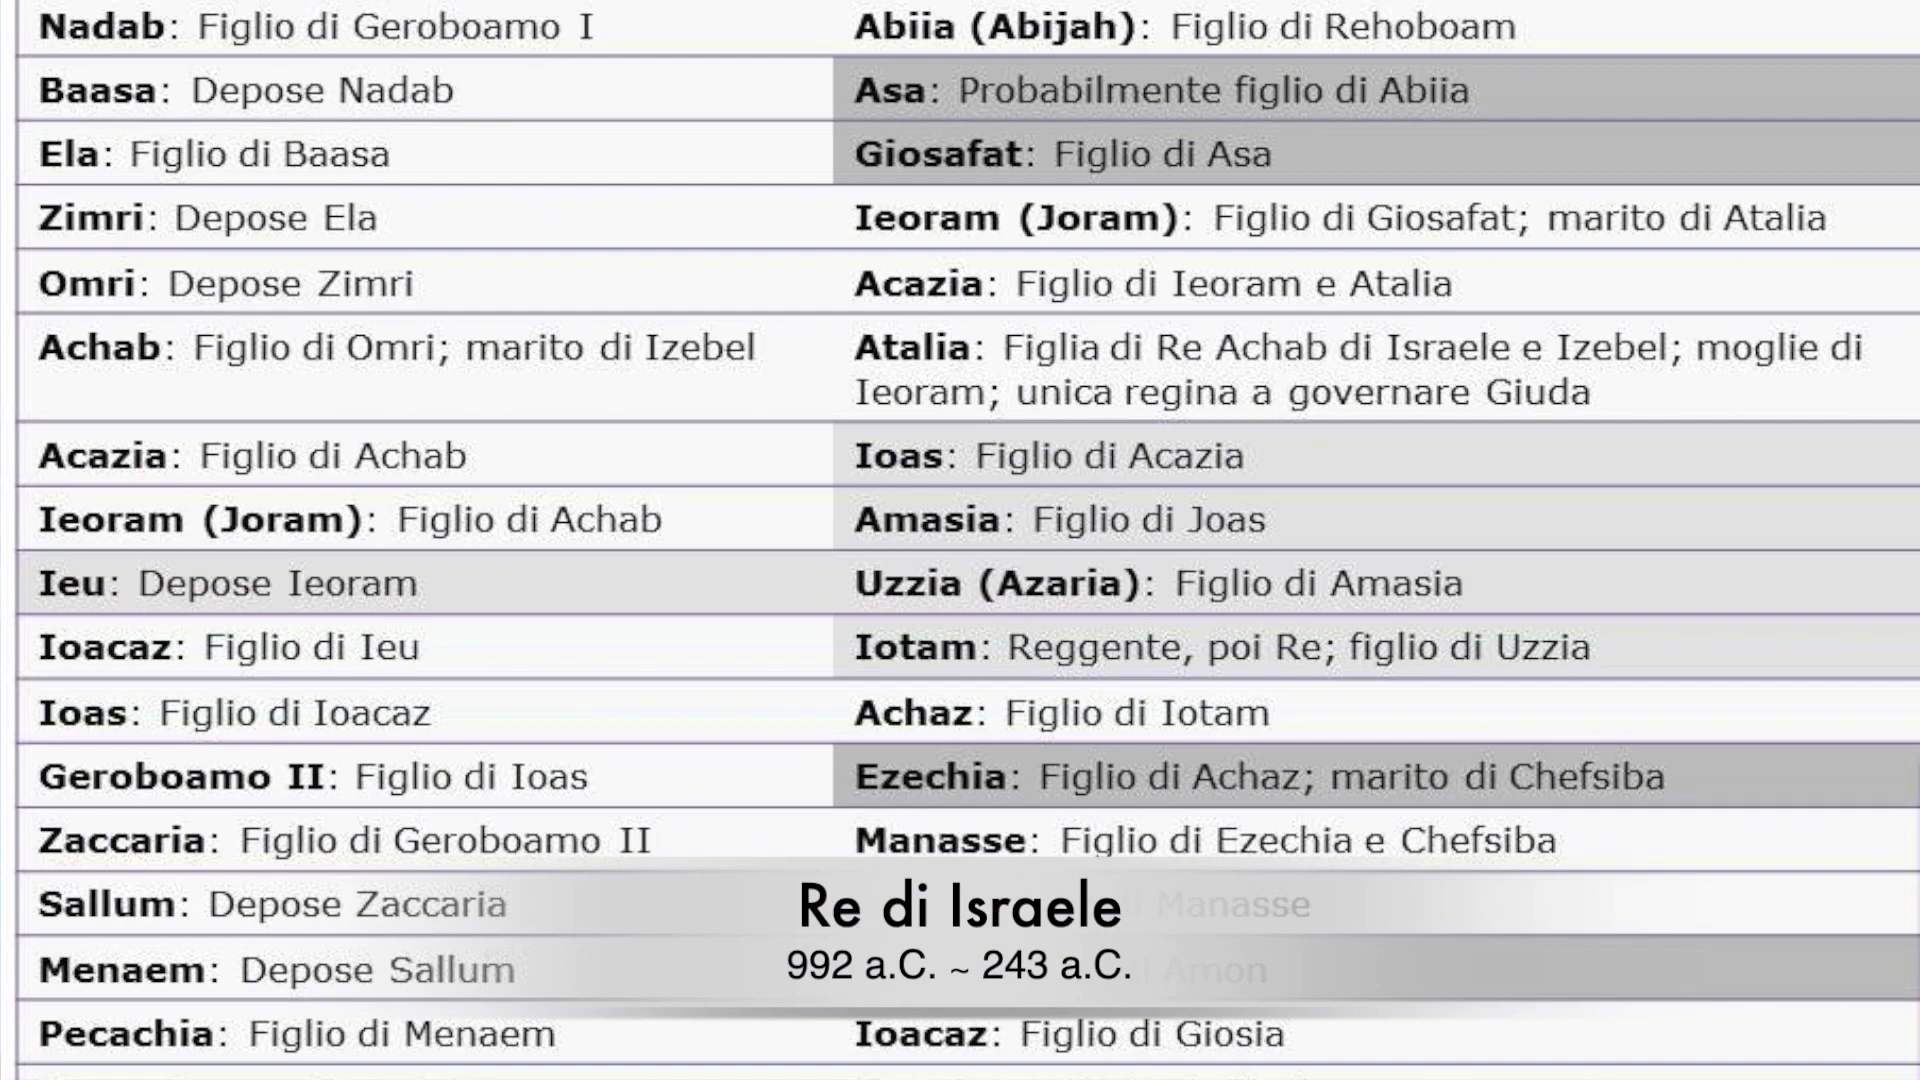 Nadab: Figlio di Geroboamo I
Abiia (Abijah): Figlio di Rehoboam
Baasa: Depose Nadab
Asa: Probabilmente figlio di Abiia
Ela: Figlio di Baasa
Giosafat: Figlio di Asa
Zimri: Depose Ela
Ieoram (Joram): Figlio di Giosafat; marito di Atalia
Omri: Depose Zimri
Acazia: Figlio di Ieoram e Atalia
Achab: Figlio di Omri; marito di Izebel
Atalia: Figlia di Re Achab di Israele e Izebel; moglie di
Ieoram; unica regina a governare Giuda
Acazia: Figlio di Achab
Ioas: Figlio di Acazia
Ieoram (Joram): Figlio di Achab
Amasia: Figlio di Joas
Ieu: Depose Ieoram
Uzzia (Azaria): Figlio di Amasia
Ioacaz: Figlio di Ieu
Iotam: Reggente, poi Re; figlio di Uzzia
Ioas: Figlio di Ioacaz
Achaz: Figlio di Iotam
Geroboamo II: Figlio di Ioas
Ezechia: Figlio di Achaz; marito di Chefsiba
Zaccaria: Figlio di Geroboamo II
Manasse: Figlio di Ezechia e Chefsiba
Sallum: Depose Zaccaria
Manasse
Re di Israele
992 a.C. ~ 243 a.C.
Menaem: Depose Sallum
Amon
Pecachia: Figlio di Menaem
Ioacaz: Figlio di Giosia